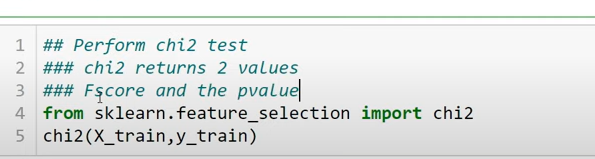 1 ## Perform chi2 test
2 ### chi2 returns 2 values
3 ### Fscore and the pvalue
4 from sklearn.feature_selection import chi2
5 chi2(X_train,y_train)